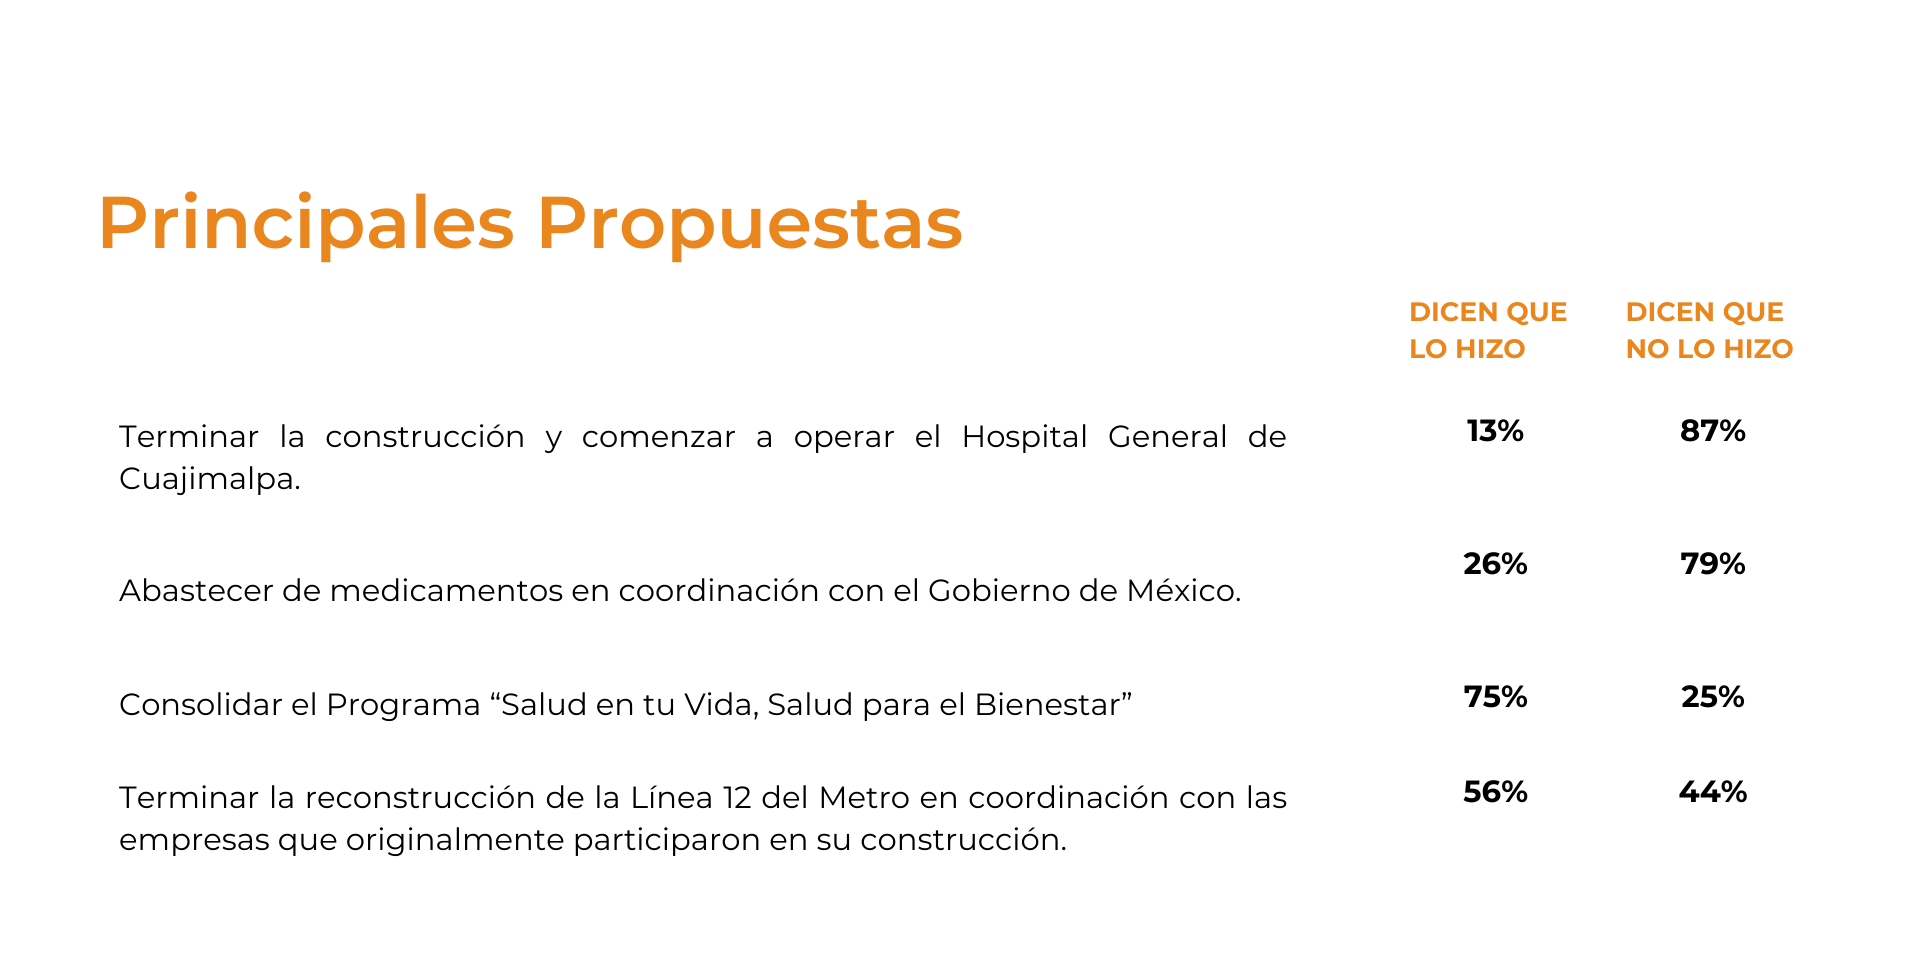 Principales Propuestas
DICEN QUE
LO HIZO
DICEN QUE
NO LO HIZO
Terminar la construcción y comenzar a operar el Hospital General de
Cuajimalpa.
13%
87%
Abastecer de medicamentos en coordinación con el Gobierno de México.
26%
79%
Consolidar el Programa “Salud en tu Vida, Salud para el Bienestar”
75%
25%
Terminar la reconstrucción de la Línea 12 del Metro en coordinación con las
empresas que originalmente participaron en su construcción.
56%
44%